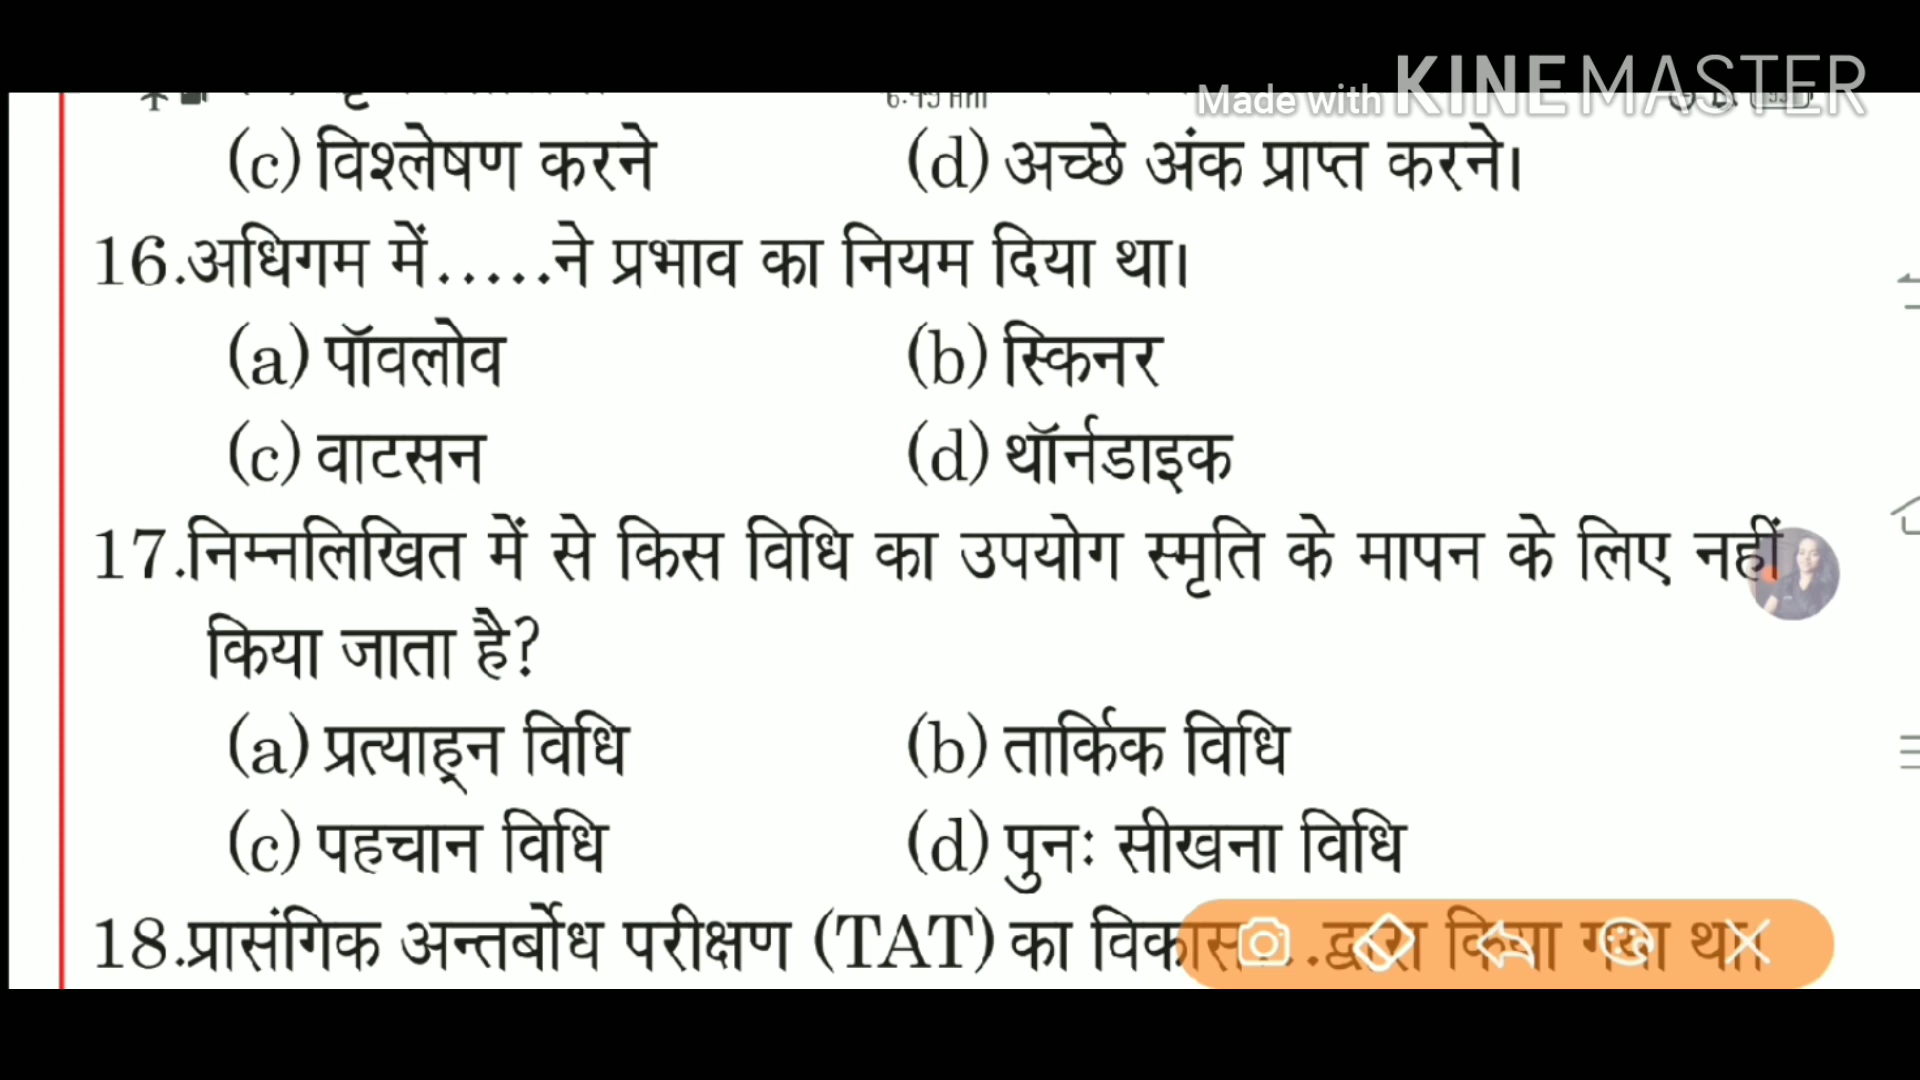 Made with KINEMASTER
(c) विश्लेषण करने (d) अच्छे अंक प्राप्त करने।
16.अधिगम में.....ने प्रभाव का नियम दिया था।
(a) पॉवलोव (b) स्किनर
(c) वाटसन (d) थॉर्नडाइक
17.निम्नलिखित में से किस विधि का उपयोग स्मृति के मापन के लिए नहीं
किया जाता है?
(a) प्रत्याह्न विधि (b) तार्किक विधि
(c) पहचान विधि (d) पुनः सीखना विधि
18.प्रासंगिक अन्तर्बोध परीक्षण (TAT) का विकास...द्वारा किया गया था।